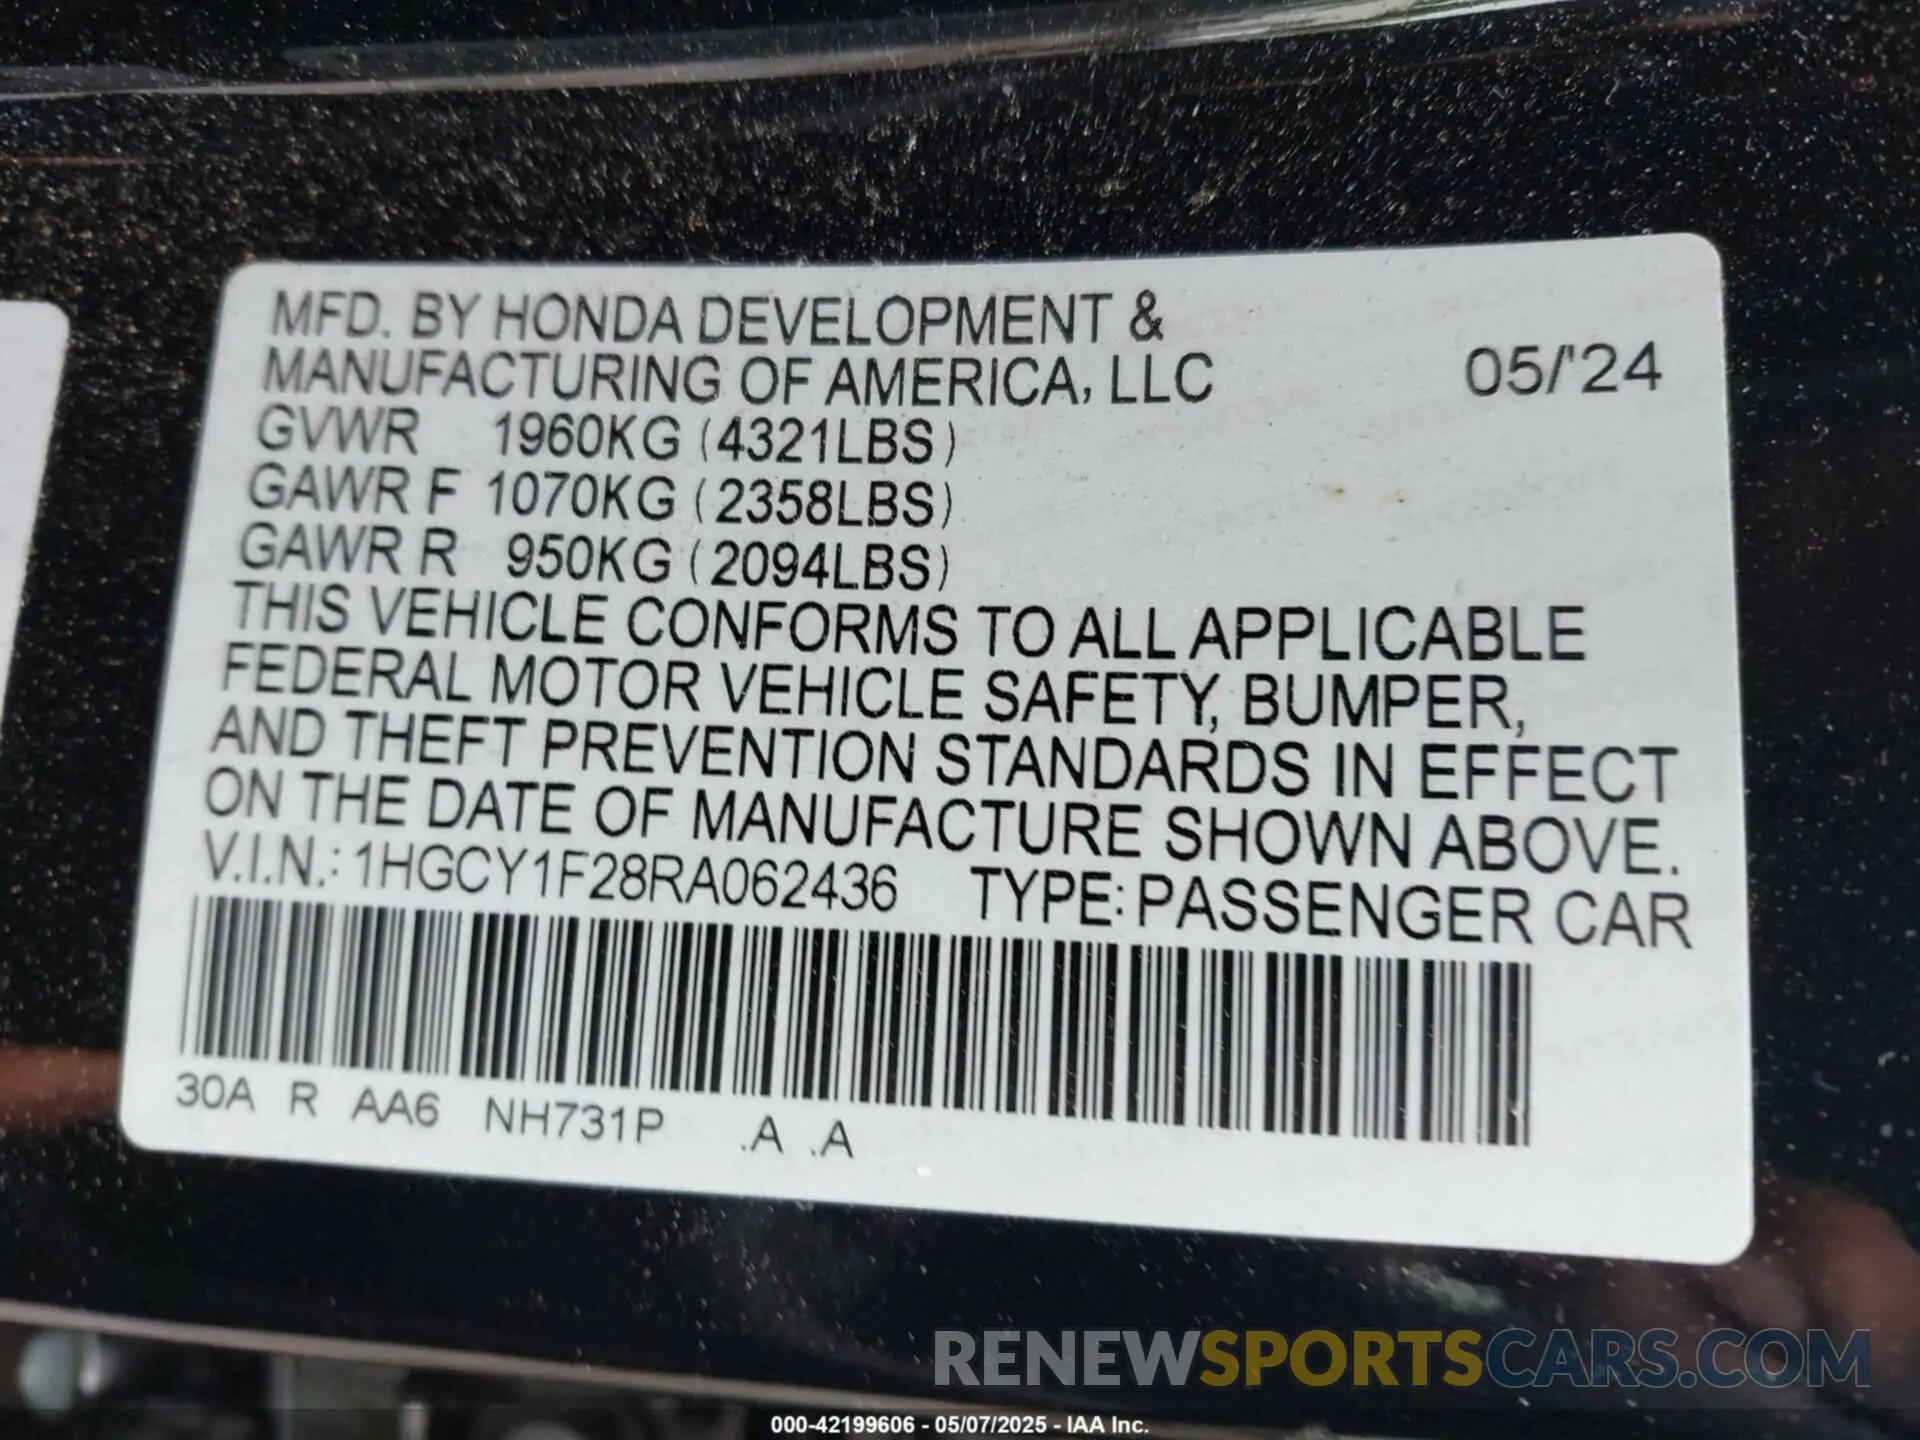 MFD. BY HONDA DEVELOPMENT &
MANUFACTURING OF AMERICA, LLC 05/'24
GVWR 1960KG (4321LBS)
GAWR F 1070KG (2358LBS)
GAWR R 950KG (2094LBS)
THIS VEHICLE CONFORMS TO ALL APPLICABLE
FEDERAL MOTOR VEHICLE SAFETY, BUMPER,
AND THEFT PREVENTION STANDARDS IN EFFECT
ON THE DATE OF MANUFACTURE SHOWN ABOVE.
V.I.N.: 1HGCY1F28RA062436 TYPE: PASSENGER CAR
30A R AA6 NH731P .A .A
RENEWSPORTSCARS.COM
000-42199606 - 05/07/2025 - IAA Inc.